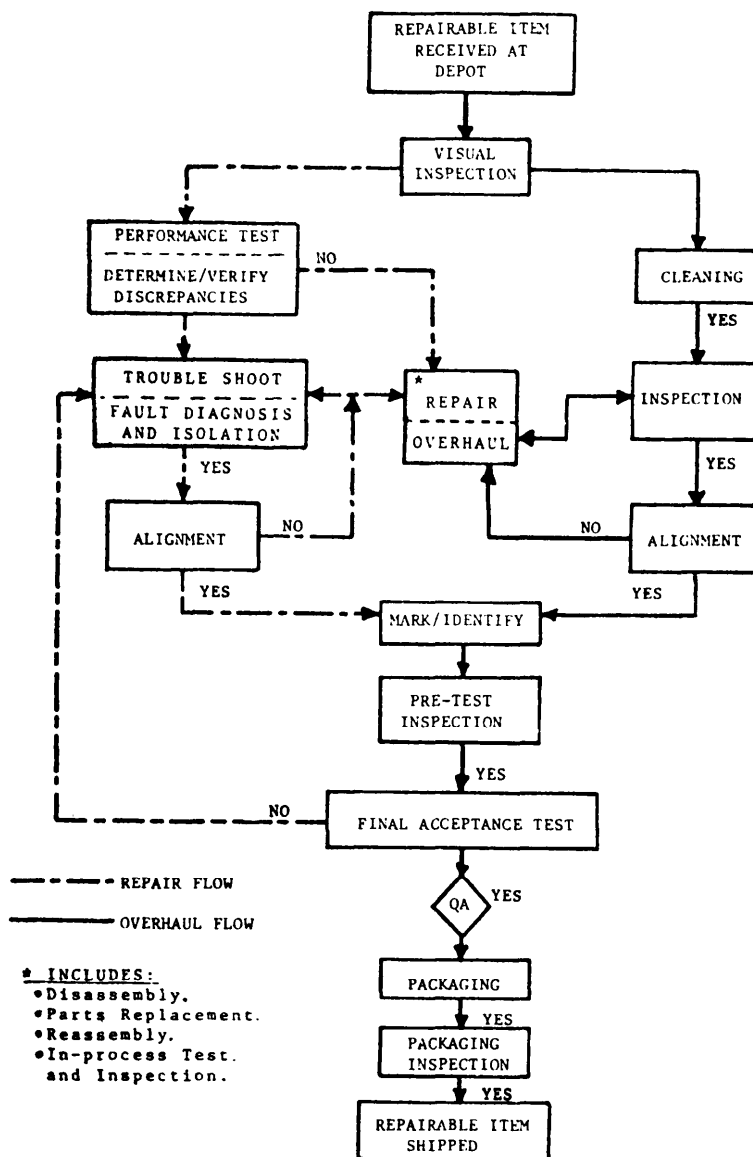 REPAIRABLE ITEM
RECEIVED AT
DEPOT
VISUAL
INSPECTION
PERFORMANCE TEST
DETERMINE/VERIFY
DISCREPANCIES
NO
CLEANING
YES
TROUBLE SHOOT
FAULT DIAGNOSIS
AND ISOLATION
*
REPAIR
OVERHAUL
INSPECTION
YES
YES
ALIGNMENT
NO
NO
ALIGNMENT
YES
YES
MARK/IDENTIFY
PRE-TEST
INSPECTION
YES
NO
FINAL ACCEPTANCE TEST
REPAIR FLOW
QA
YES
OVERHAUL FLOW
* INCLUDES:
•Disassembly.
•Parts Replacement.
•Reassembly.
•In-process Test.
and Inspection.
PACKAGING
YES
PACKAGING
INSPECTION
YES
REPAIRABLE ITEM
SHIPPED